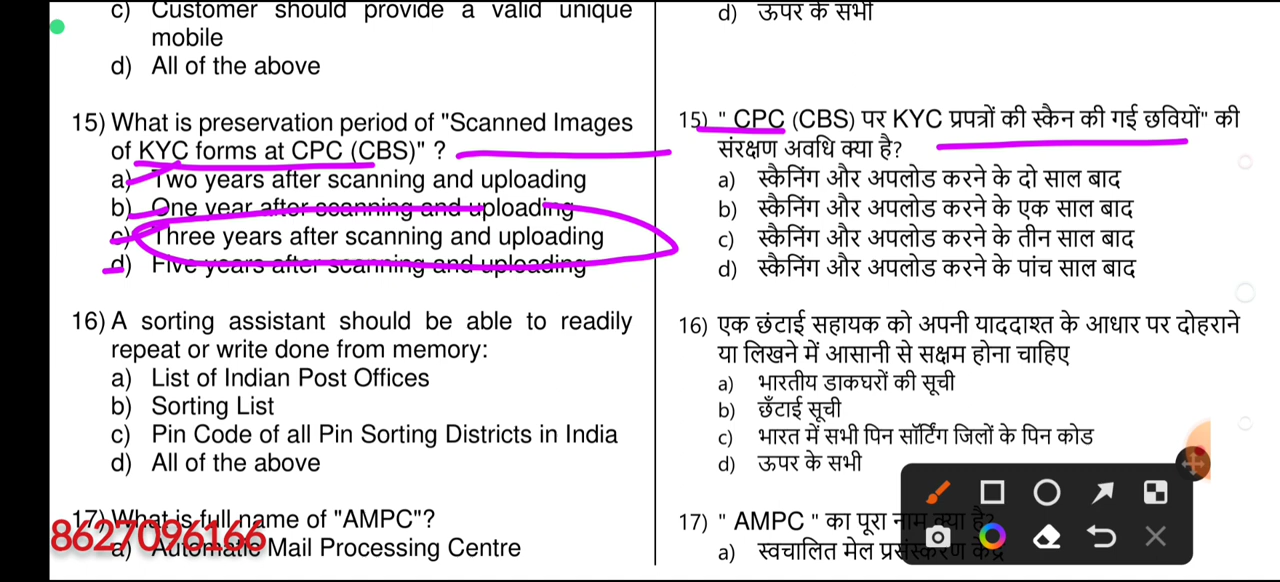 c) Customer should provide a valid unique
mobile
d) All of the above
15) What is preservation period of "Scanned Images
of KYC forms at CPC (CBS)" ?
a) Two years after scanning and uploading
b) One year after scanning and uploading
c) Three years after scanning and uploading
d) Five years after scanning and uploading
16) A sorting assistant should be able to readily
repeat or write done from memory:
a) List of Indian Post Offices
b) Sorting List
c) Pin Code of all Pin Sorting Districts in India
d) All of the above
17) What is full name of "AMPC"?
a) Automatic Mail Processing Centre
8627096166
d) ऊपर के सभी
15) " CPC (CBS) पर KYC प्रपत्रों की स्कैन की गई छवियों" की
संरक्षण अवधि क्या है?
a) स्कैनिंग और अपलोड करने के दो साल बाद
b) स्कैनिंग और अपलोड करने के एक साल बाद
c) स्कैनिंग और अपलोड करने के तीन साल बाद
d) स्कैनिंग और अपलोड करने के पांच साल बाद
16) एक छंटाई सहायक को अपनी याददाश्त के आधार पर दोहराने
या लिखने में आसानी से सक्षम होना चाहिए
a) भारतीय डाकघरों की सूची
b) छँटाई सूची
c) भारत में सभी पिन सॉर्टिंग जिलों के पिन कोड
d) ऊपर के सभी
17) " AMPC " का पूरा नाम क्या है?
a) स्वचालित मेल प्रसंस्करण केंद्र